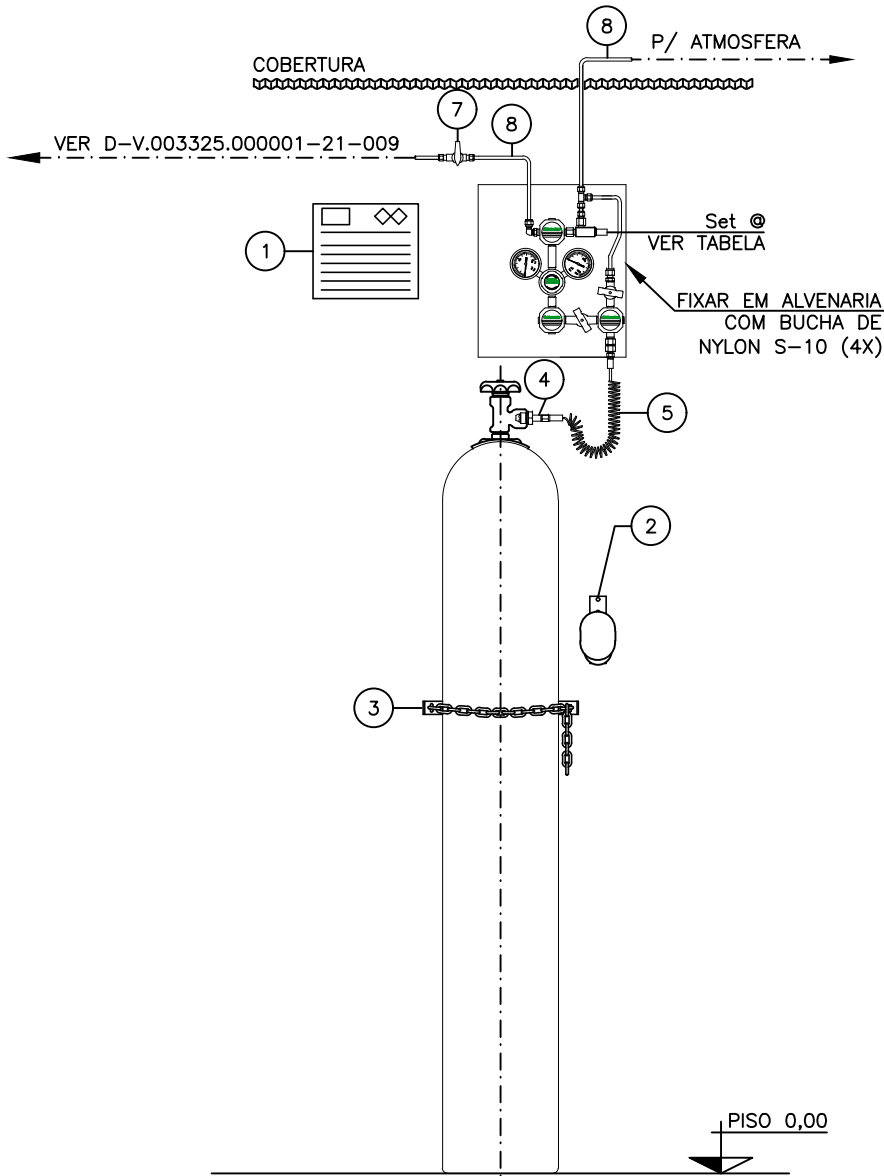 8
P/ ATMOSFERA
COBERTURA
7
8
VER D-V.003325.000001-21-009
1
Set @
VER TABELA
FIXAR EM ALVENARIA
COM BUCHA DE
NYLON S-10 (4X)
4
5
2
3
PISO 0,00